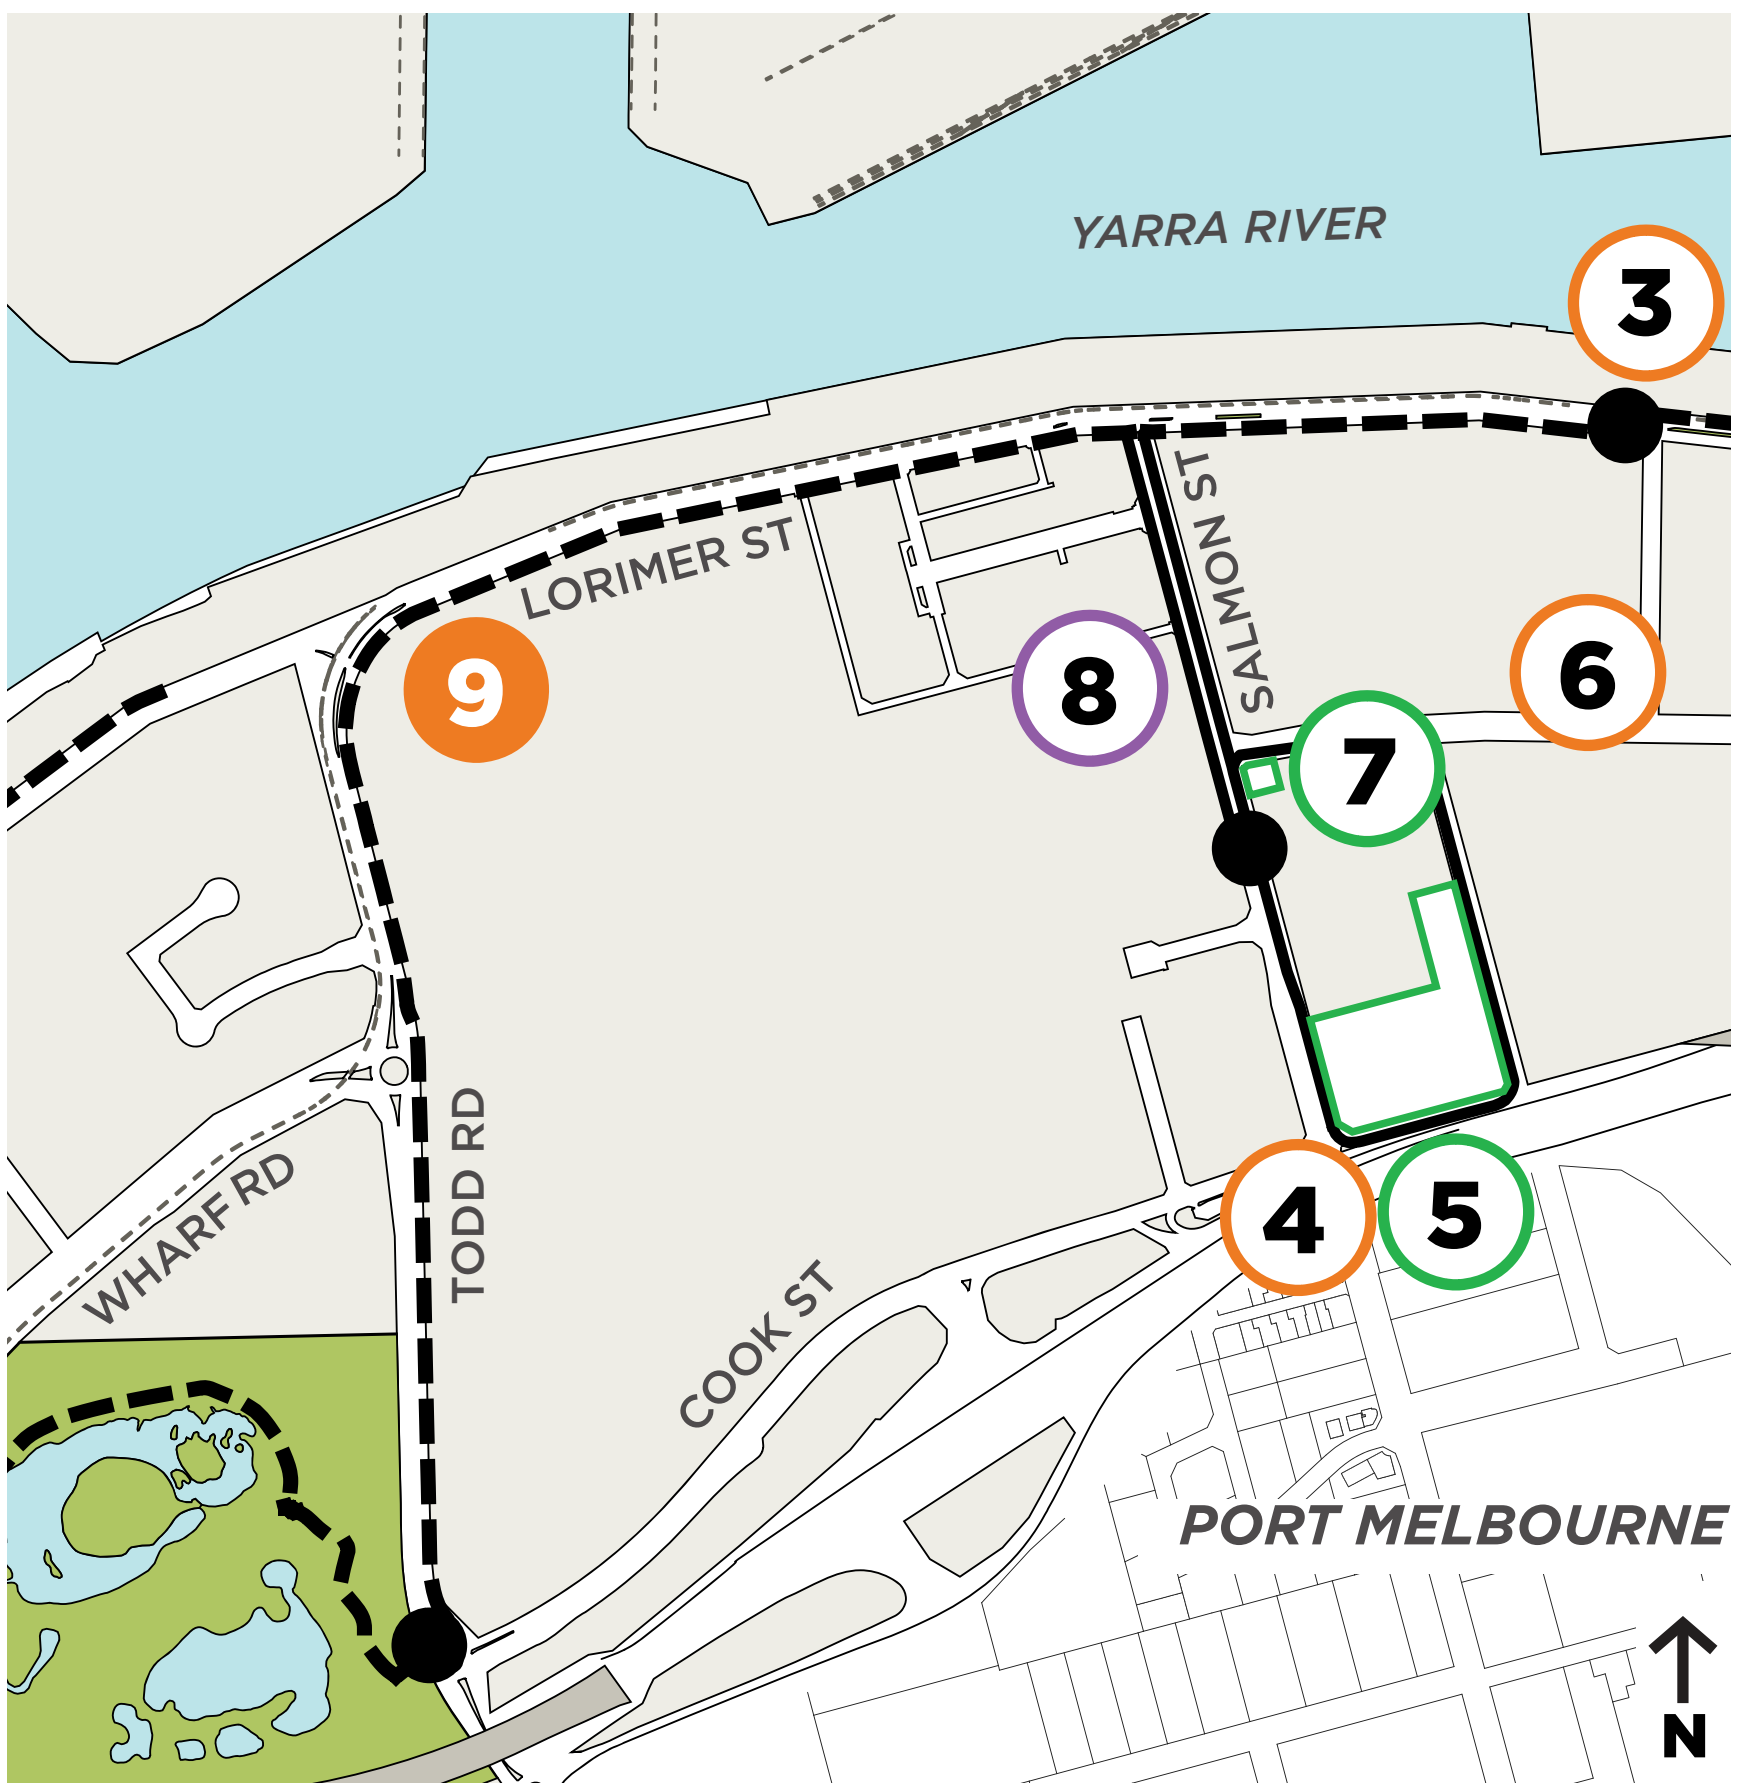 YARRA RIVER
3
SALMON ST
LORIMER ST
9
8
6
7
TODD RD
WHARF RD
COOK ST
4
5
PORT MELBOURNE
N